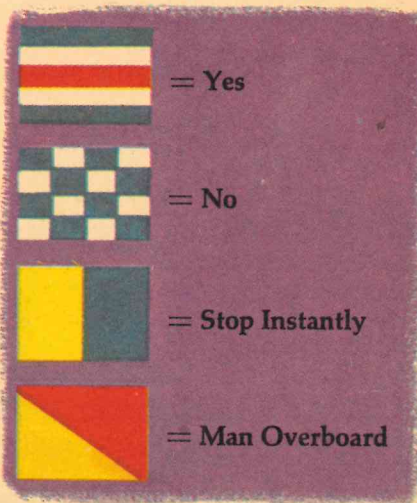 = Yes
= No
= Stop Instantly
= Man Overboard